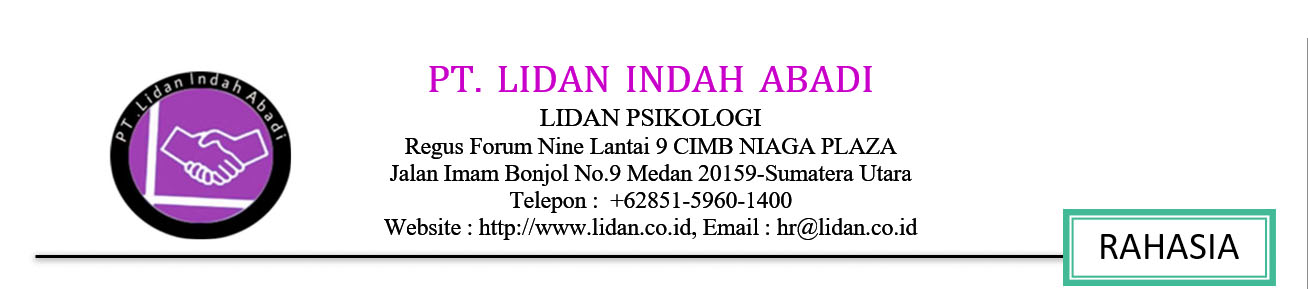 PT. Lidan Indah Abadi
PT. LIDAN INDAH ABADI
LIDAN PSIKOLOGI
Regus Forum Nine Lantai 9 CIMB NIAGA PLAZA
Jalan Imam Bonjol No.9 Medan 20159-Sumatera Utara
Telepon : +62851-5960-1400
Website : http://www.lidan.co.id, Email : hr@lidan.co.id
RAHASIA